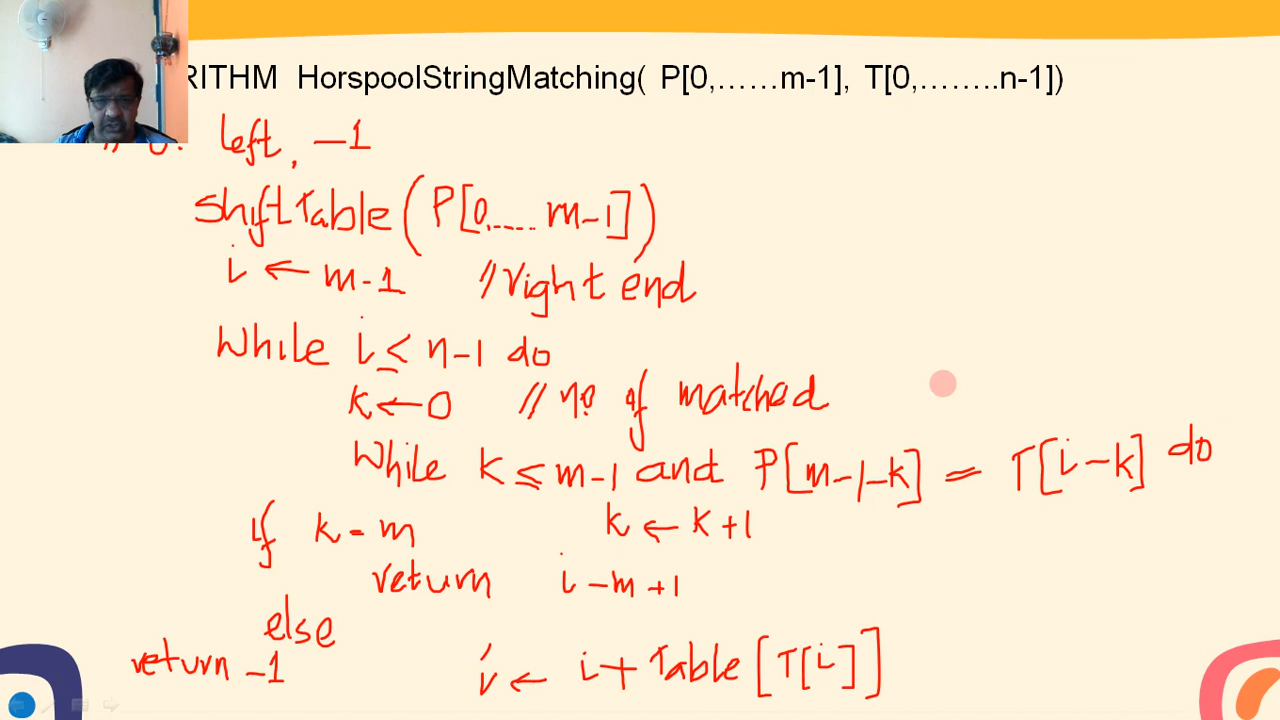 RITHM HorspoolStringMatching( P[0,……m-1], T[0,……..n-1])
left, -1
ShiftTable(P[0,..... m-1])
i ← m-1 //right end
While i ≤ n-1 do
k ← 0 //no of matched
While k ≤ m-1 and P[m-1-k] = T[i-k] do
k ← k+1
If k = m
return i-m+1
else
i ← i + Table[T[i]]
return -1